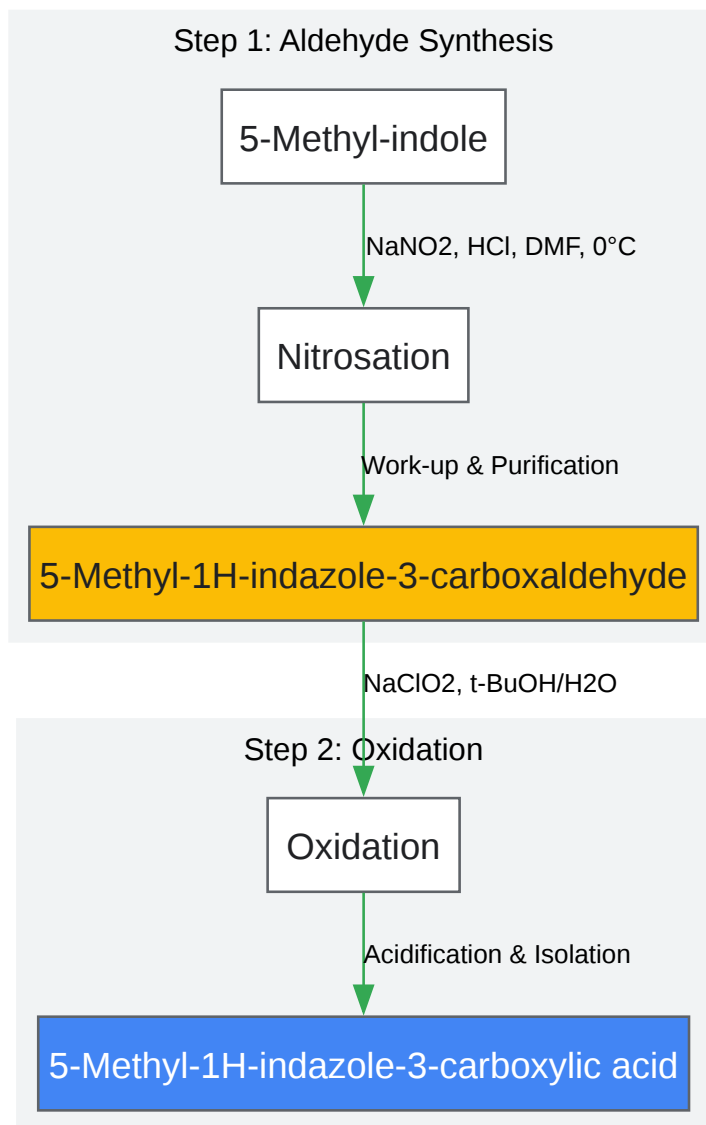 Step 1: Aldehyde Synthesis
5-Methyl-indole
NaNO2, HCl, DMF, 0°C
Nitrosation
Work-up & Purification
5-Methyl-1H-indazole-3-carboxaldehyde
NaClO2, t-BuOH/H2O
Step 2: Oxidation
Oxidation
Acidification & Isolation
5-Methyl-1H-indazole-3-carboxylic acid